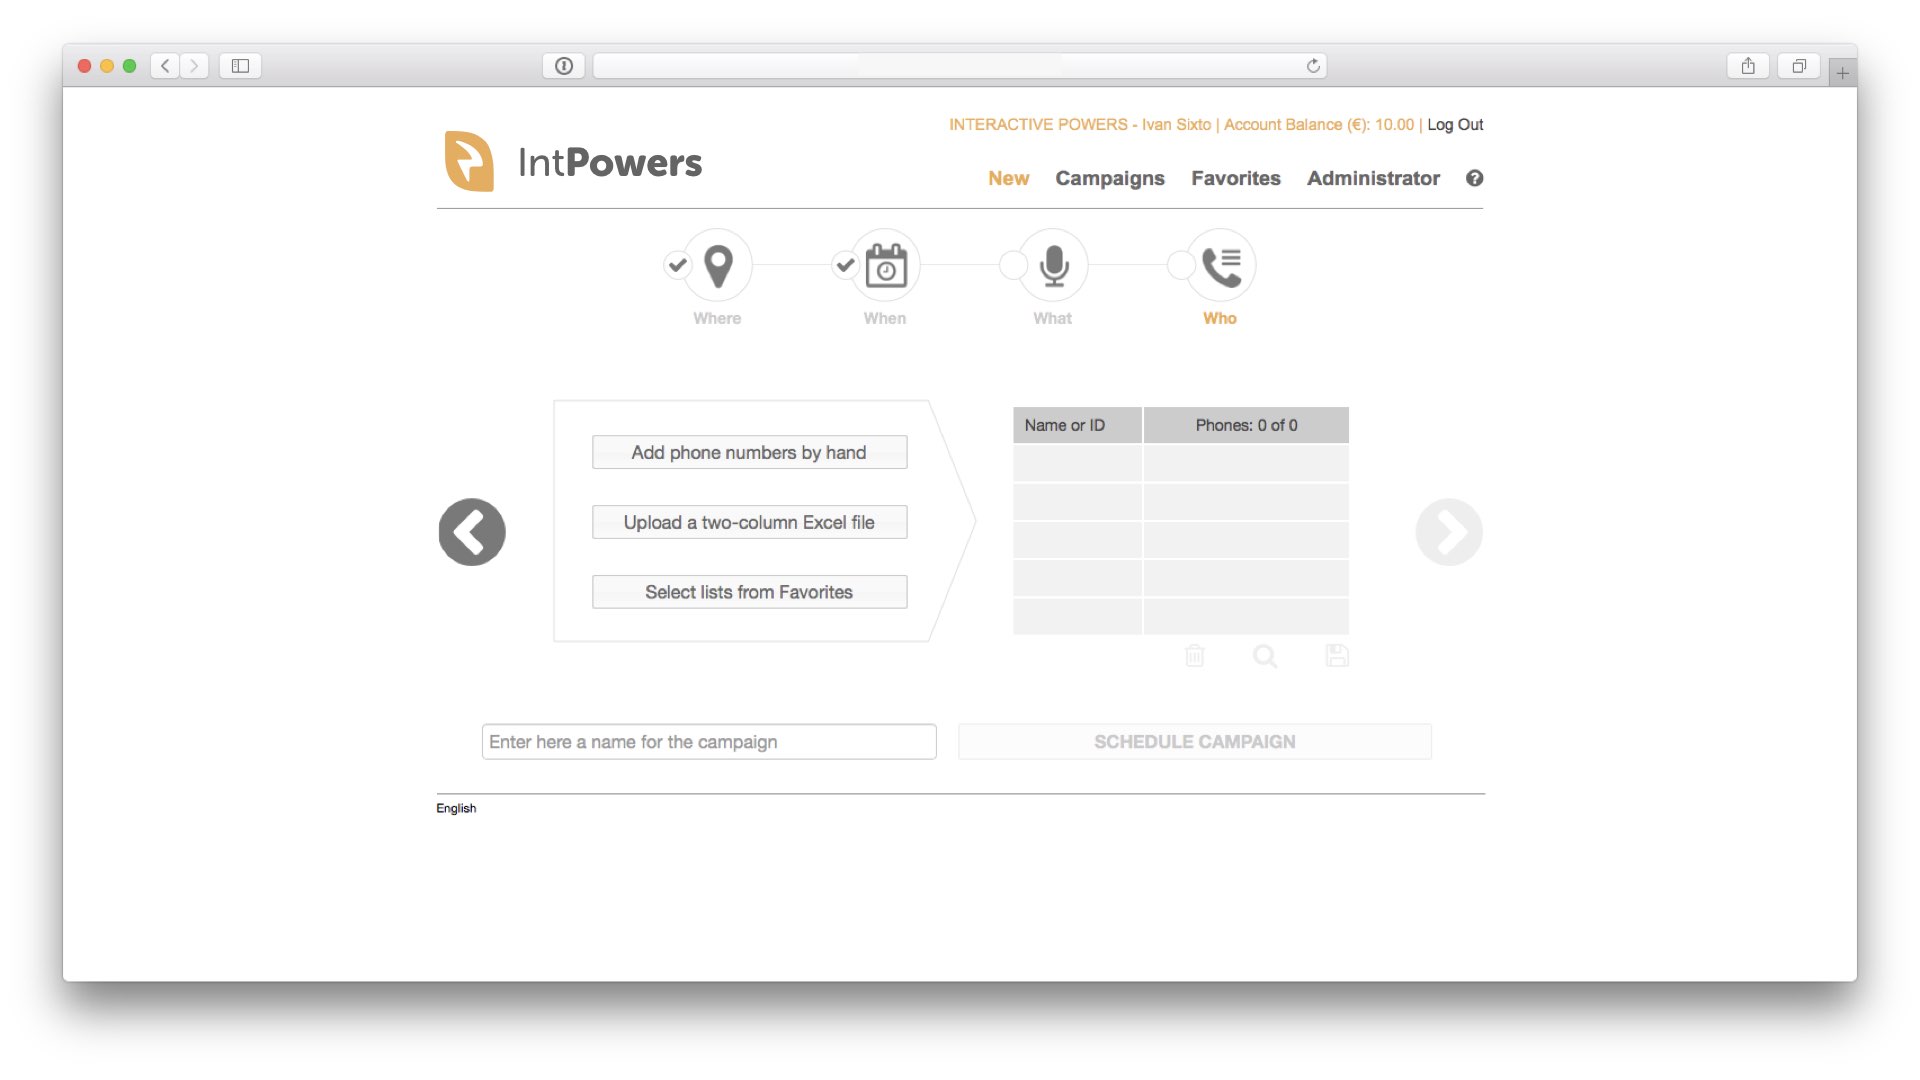 INTERACTIVE POWERS - Ivan Sixto | Account Balance (€): 10.00 | Log Out
IntPowers
New Campaigns Favorites Administrator ?
Where When What Who
Name or ID Phones: 0 of 0
Add phone numbers by hand
Upload a two-column Excel file
Select lists from Favorites
Enter here a name for the campaign
SCHEDULE CAMPAIGN
English